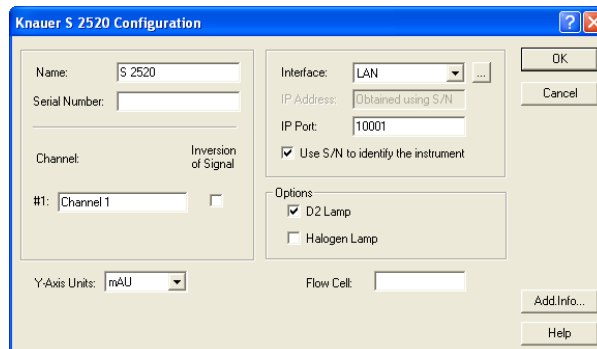 Knauer S 2520 Configuration
Name: S 2520
Serial Number:
Channel: Inversion of Signal
#1: Channel 1
Y-Axis Units: mAU
Interface: LAN ...
IP Address: Obtained using S/N
IP Port: 10001
Use S/N to identify the instrument
Options
D2 Lamp
Halogen Lamp
Flow Cell:
OK
Cancel
Add.Info...
Help